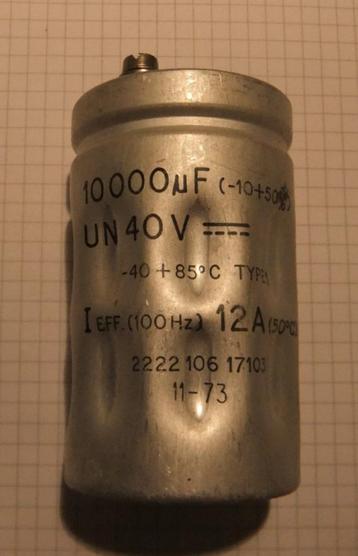 10000µF (-10+50%)
UN 40V ⎓
-40+85°C TYPE
I EFF. (100Hz) 12A (50°C)
2222 106 17103
11-73